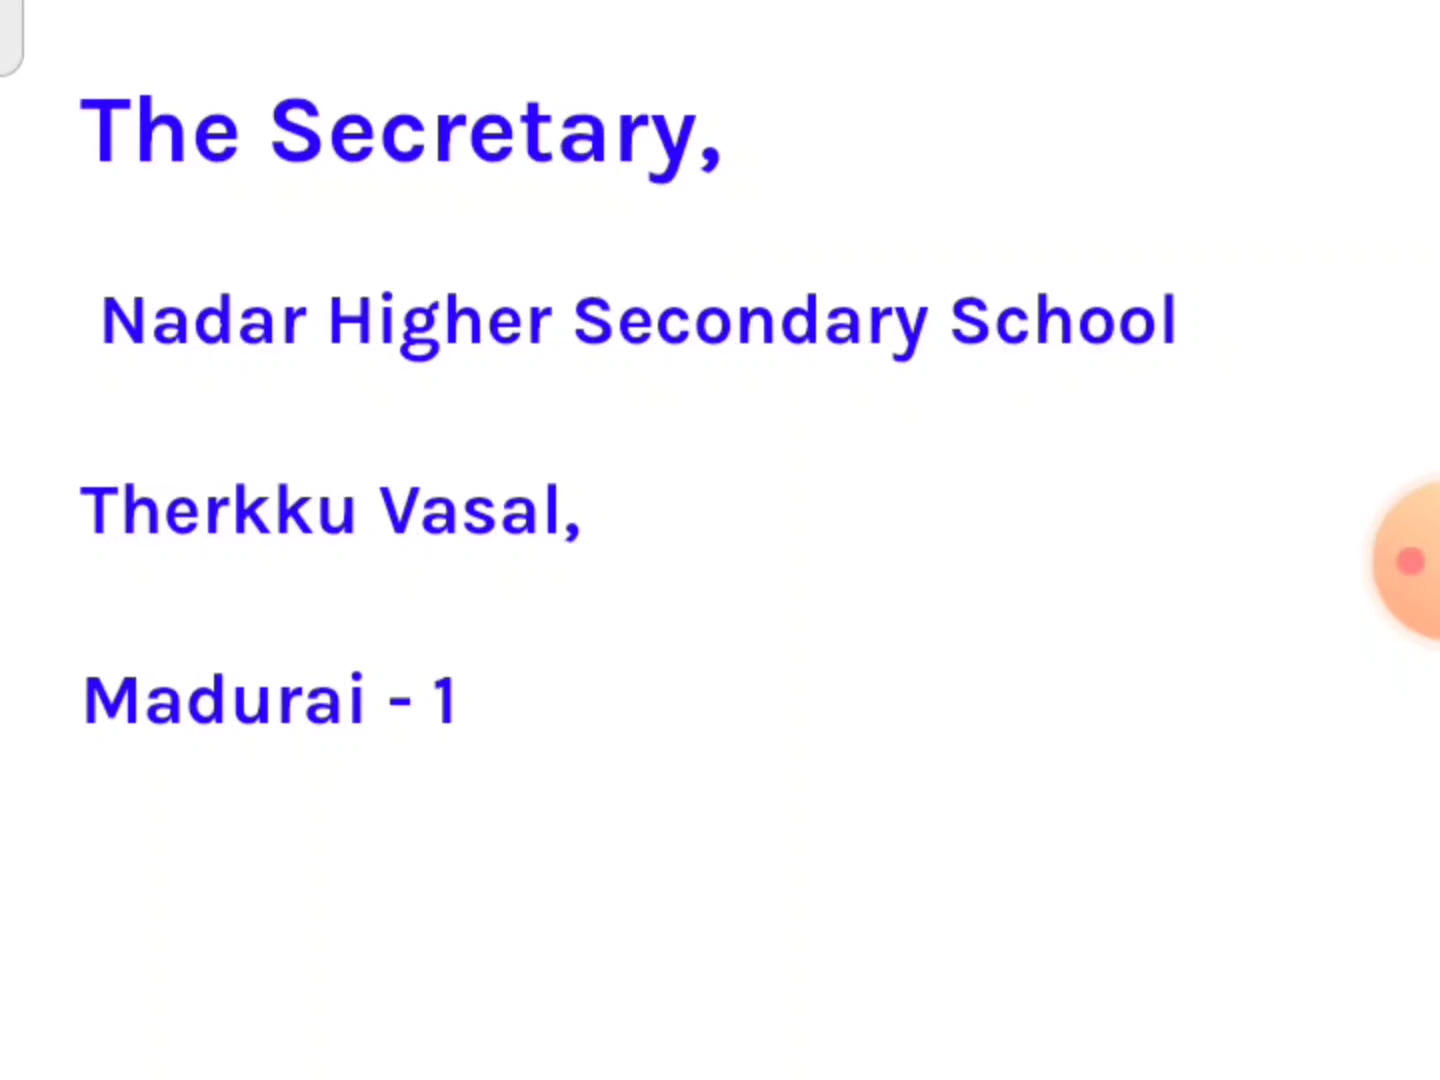 The Secretary,
Nadar Higher Secondary School
Therkku Vasal,
Madurai - 1